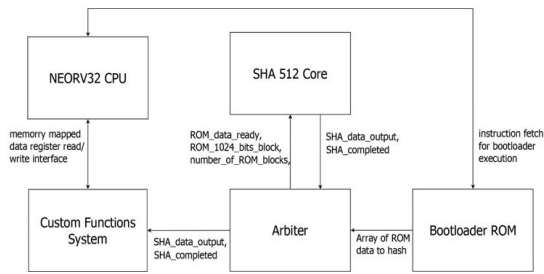 NEORV32 CPU
SHA 512 Core
memorry mapped
data register read/
write interface
ROM_data_ready,
ROM_1024_bits_block,
number_of_ROM_blocks,
SHA_data_output,
SHA_completed
instruction fetch
for bootloader
execution
Custom Functions
System
SHA_data_output,
SHA_completed
Arbiter
Array of ROM
data to hash
Bootloader ROM